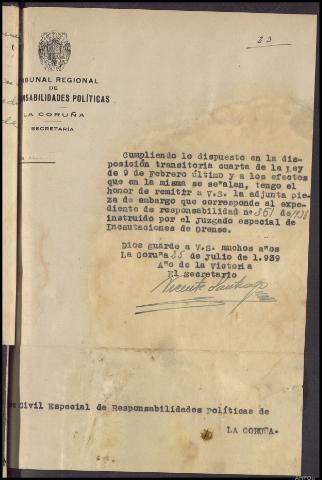 23
TRIBUNAL REGIONAL
DE
RESPONSABILIDADES POLÍTICAS
LA CORUÑA
SECRETARÍA
Cumpliendo lo dispuesto en la dis-
posición transitoria cuarta de la Ley
de 9 de Febrero último y a los efectos
que en la misma se señalan, tengo el
honor de remitir a V.S. la adjunta pie-
za de embargo que corresponde al expe-
diente de responsabilidad nº 361 de 1938
instruido por el juzgado especial de
Incautaciones de Orense.
Dios guarde a V.S. muchos años
La Coruña 25 de julio de 1.939
Año de la Victoria
El Secretario
Vicente Santiago
Civil Especial de Responsabilidades Políticas de
LA CORUÑA.